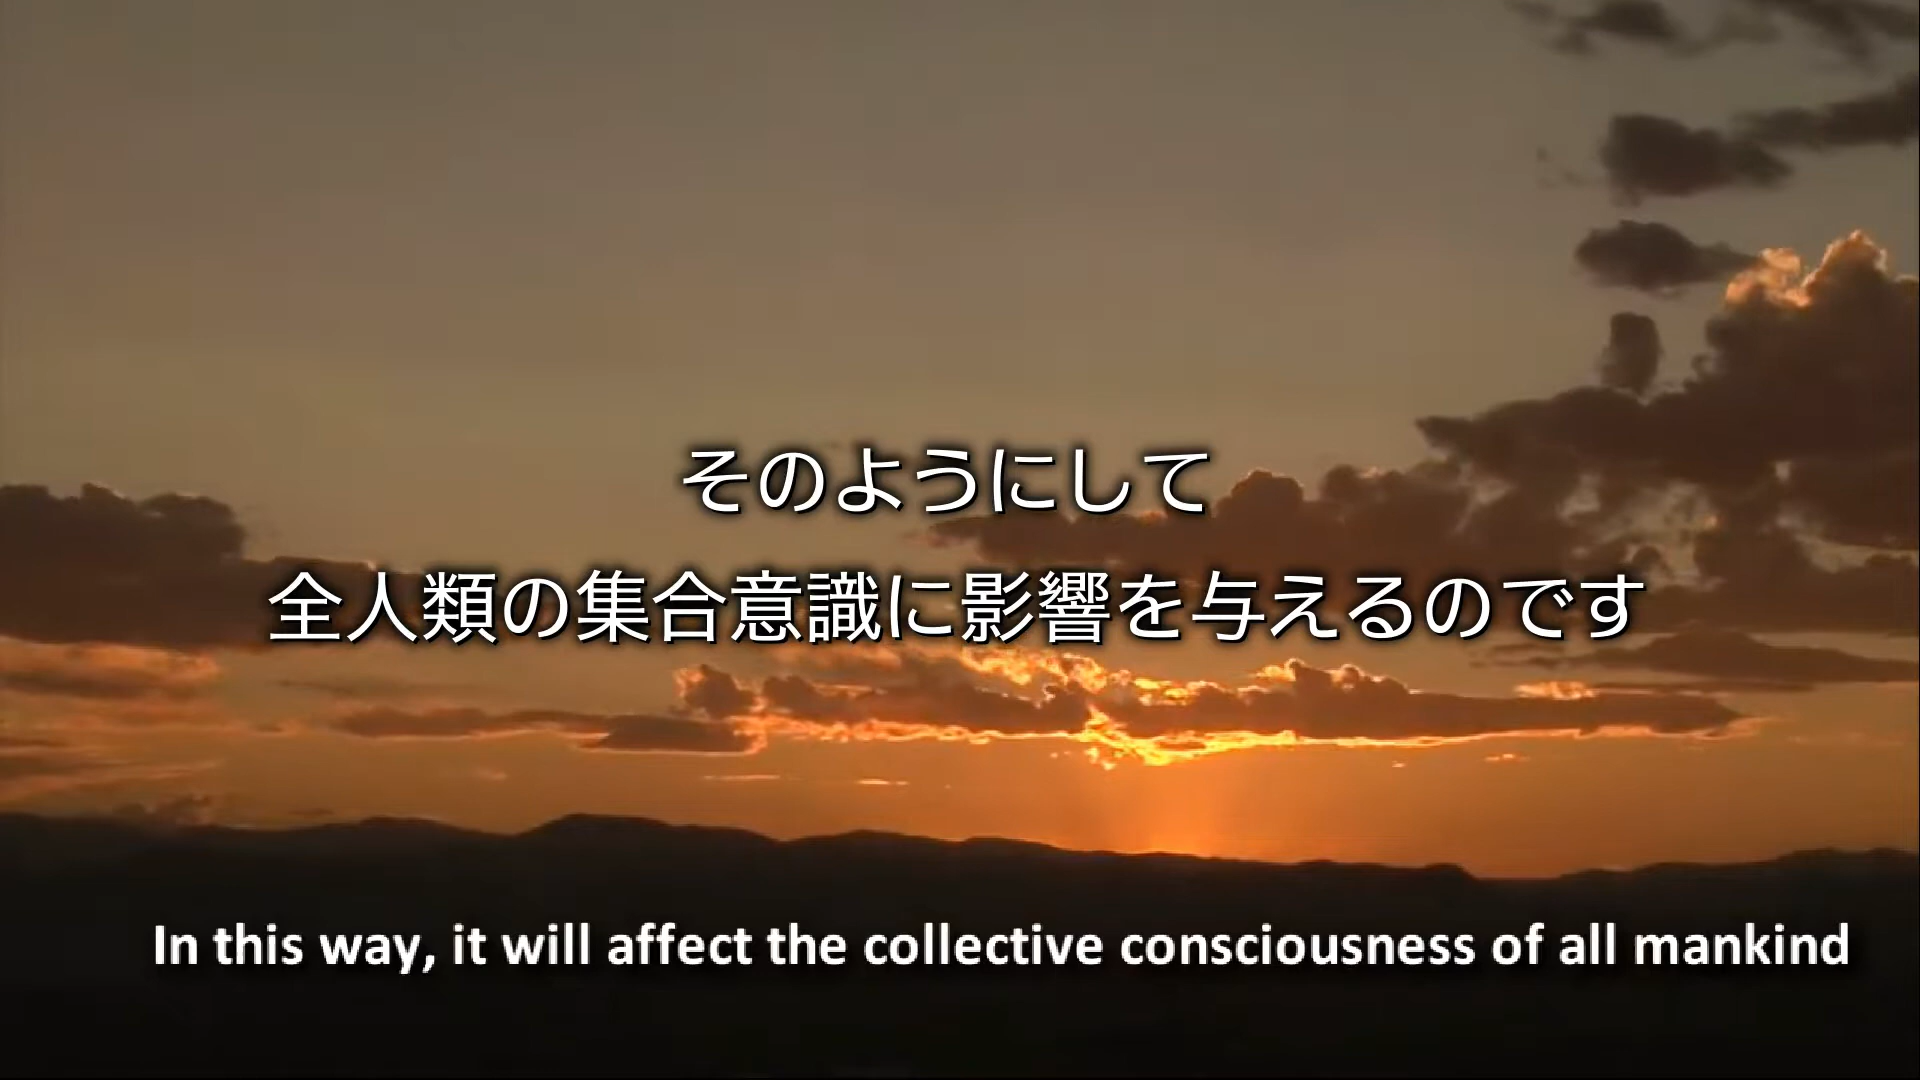 そのようにして
全人類の集合意識に影響を与えるのです
In this way, it will affect the collective consciousness of all mankind